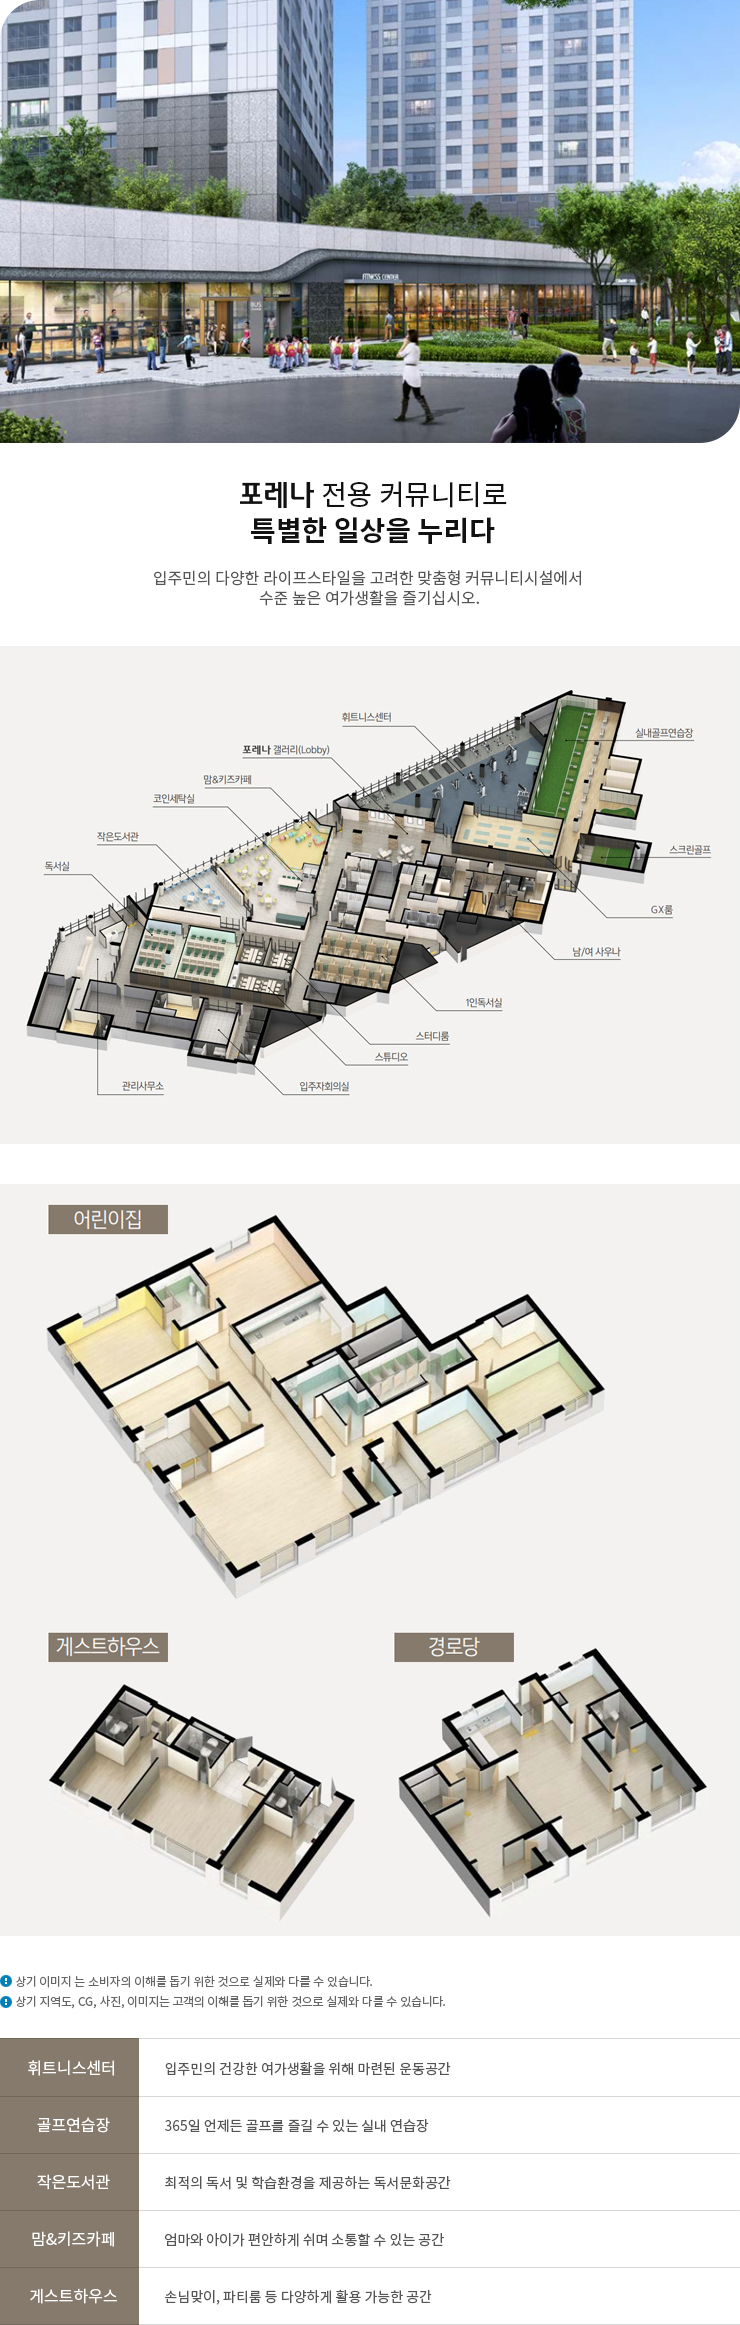 FITNESS CENTER
BUS
포레나 전용 커뮤니티로
특별한 일상을 누리다
입주민의 다양한 라이프스타일을 고려한 맞춤형 커뮤니티시설에서
수준 높은 여가생활을 즐기십시오.
휘트니스센터
실내골프연습장
포레나 갤러리(Lobby)
맘&키즈카페
코인세탁실
작은도서관
스크린골프
독서실
GX룸
남/여 사우나
1인독서실
스터디룸
스튜디오
관리사무소
입주자회의실
어린이집
게스트하우스
경로당
상기 이미지 는 소비자의 이해를 돕기 위한 것으로 실제와 다를 수 있습니다.
상기 지역도, CG, 사진, 이미지는 고객의 이해를 돕기 위한 것으로 실제와 다를 수 있습니다.
휘트니스센터
입주민의 건강한 여가생활을 위해 마련된 운동공간
골프연습장
365일 언제든 골프를 즐길 수 있는 실내 연습장
작은도서관
최적의 독서 및 학습환경을 제공하는 독서문화공간
맘&키즈카페
엄마와 아이가 편안하게 쉬며 소통할 수 있는 공간
게스트하우스
손님맞이, 파티룸 등 다양하게 활용 가능한 공간